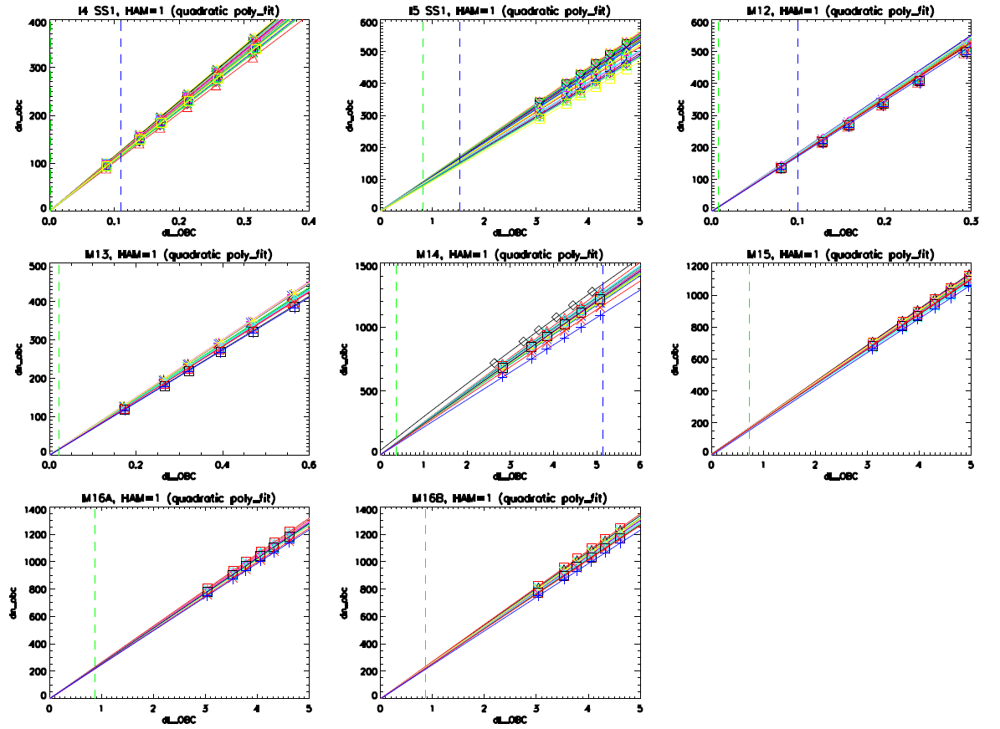 I4 SS1, HAM=1 (quadratic poly_fit)
dn_obc
400
300
200
100
0
0.0 0.1 0.2 0.3 0.4
dL_OBC
I5 SS1, HAM=1 (quadratic poly_fit)
dn_obc
600
500
400
300
200
100
0
0 1 2 3 4 5
dL_OBC
M12, HAM=1 (quadratic poly_fit)
dn_obc
600
500
400
300
200
100
0
0.0 0.1 0.2 0.3
dL_OBC
M13, HAM=1 (quadratic poly_fit)
dn_obc
500
400
300
200
100
0
0.0 0.2 0.4 0.6
dL_OBC
M14, HAM=1 (quadratic poly_fit)
dn_obc
1500
1000
500
0
0 1 2 3 4 5 6
dL_OBC
M15, HAM=1 (quadratic poly_fit)
dn_obc
1200
1000
800
600
400
200
0
0 1 2 3 4 5
dL_OBC
M16A, HAM=1 (quadratic poly_fit)
dn_obc
1400
1200
1000
800
600
400
200
0
0 1 2 3 4 5
dL_OBC
M16B, HAM=1 (quadratic poly_fit)
dn_obc
1400
1200
1000
800
600
400
200
0
0 1 2 3 4 5
dL_OBC